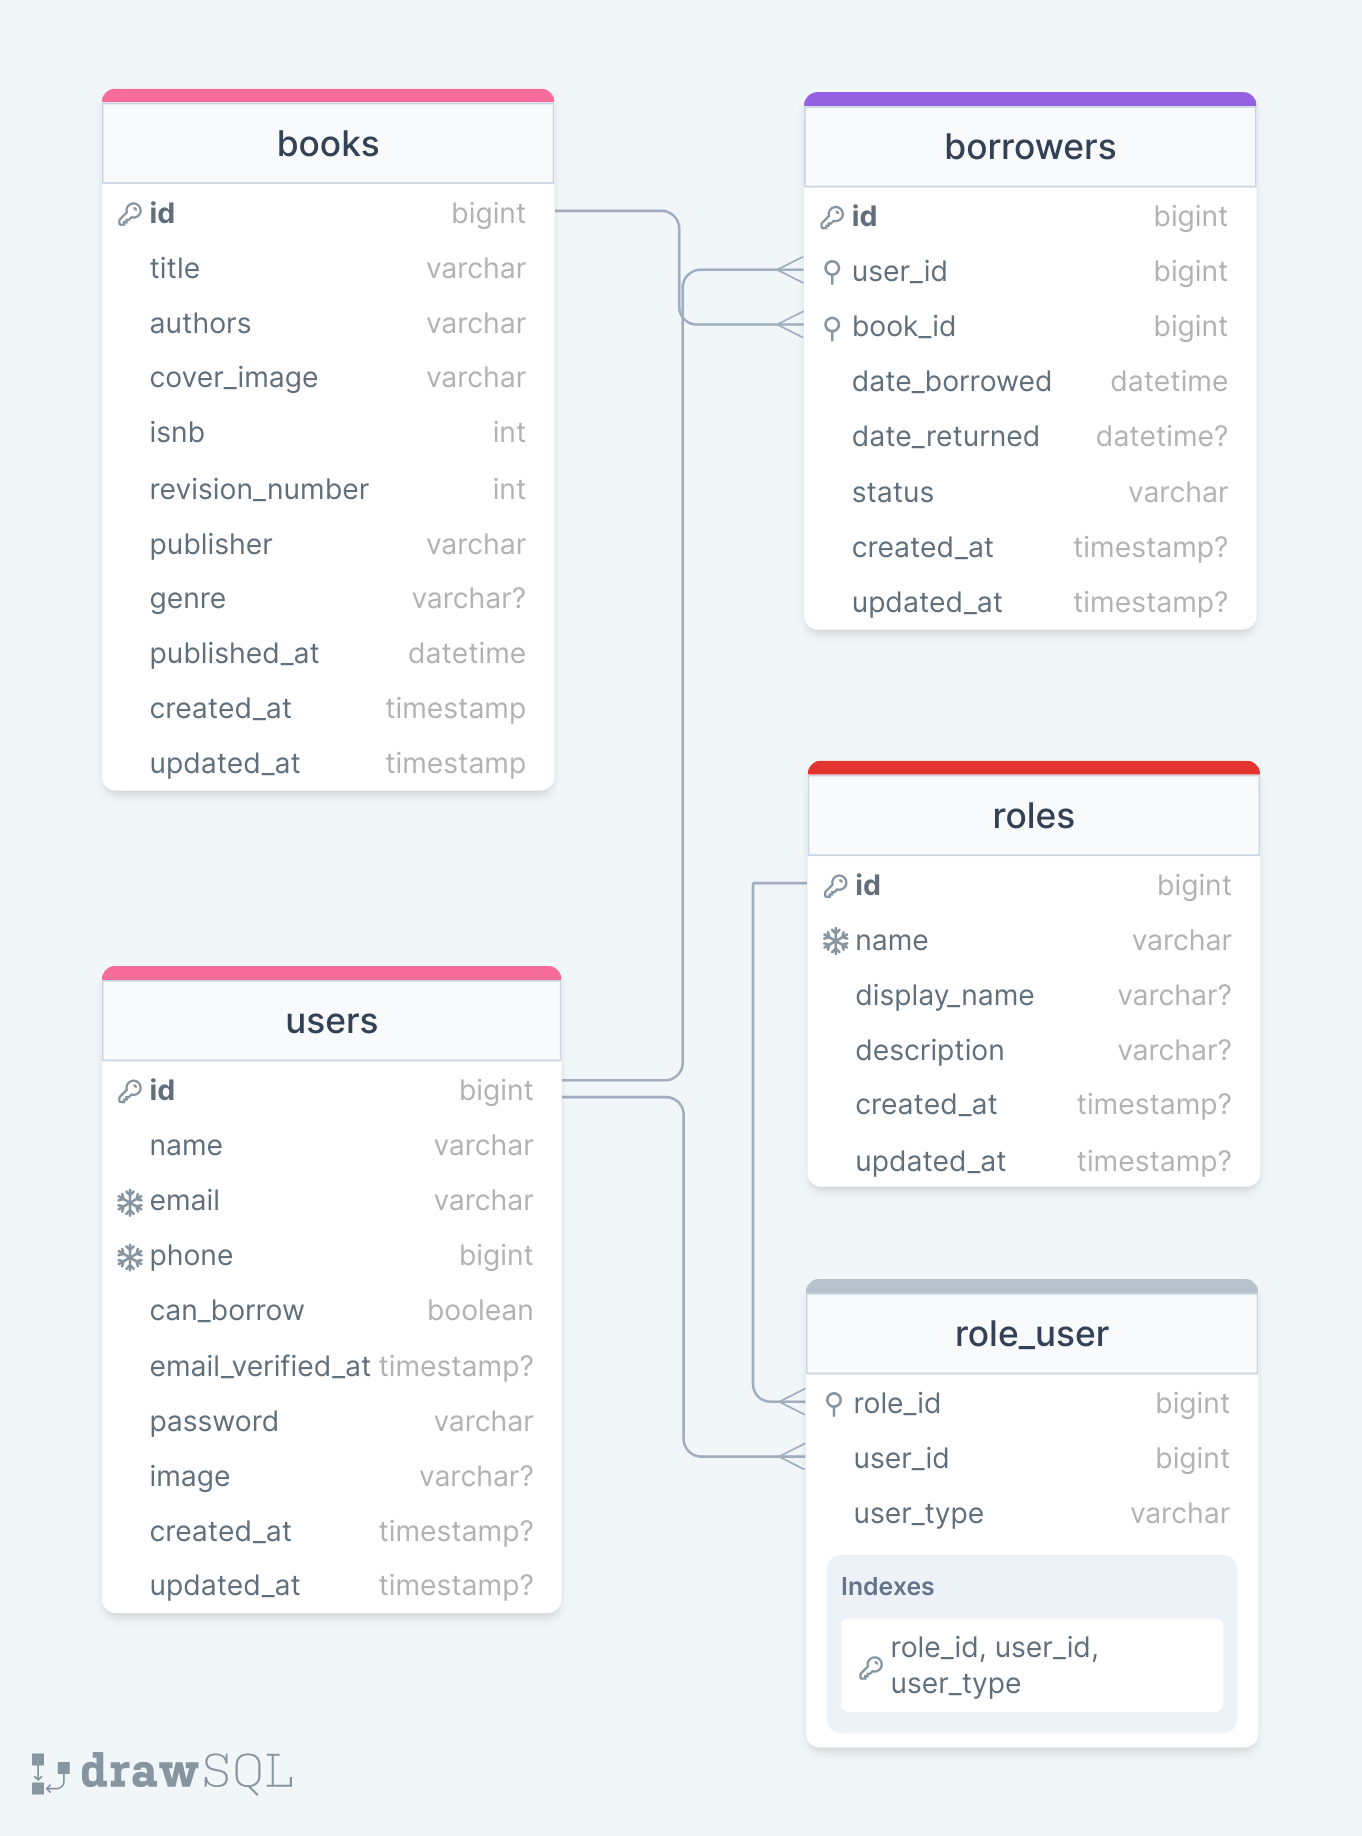 books
id bigint
title varchar
authors varchar
cover_image varchar
isnb int
revision_number int
publisher varchar
genre varchar?
published_at datetime
created_at timestamp
updated_at timestamp
borrowers
id bigint
user_id bigint
book_id bigint
date_borrowed datetime
date_returned datetime?
status varchar
created_at timestamp?
updated_at timestamp?
roles
id bigint
name varchar
display_name varchar?
description varchar?
created_at timestamp?
updated_at timestamp?
users
id bigint
name varchar
email varchar
phone bigint
can_borrow boolean
email_verified_at timestamp?
password varchar
image varchar?
created_at timestamp?
updated_at timestamp?
role_user
role_id bigint
user_id bigint
user_type varchar
Indexes
role_id, user_id,
user_type
drawSQL